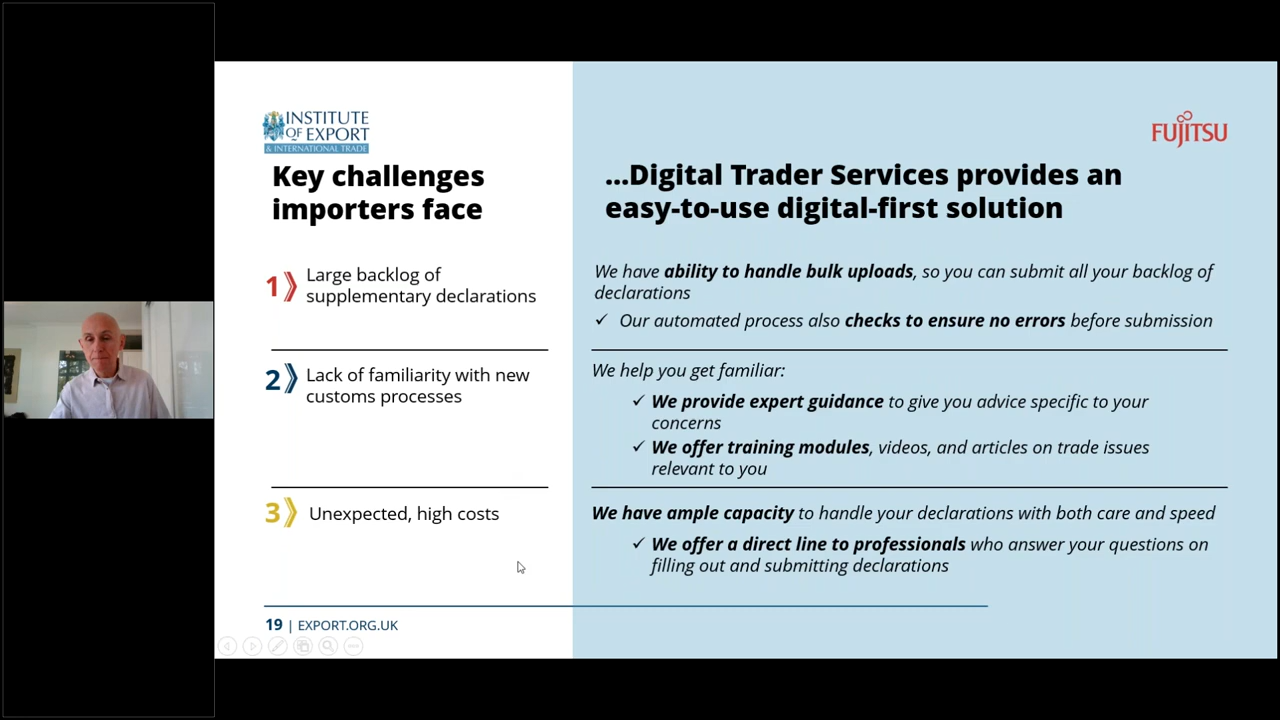 INSTITUTE
OF EXPORT
& INTERNATIONAL TRADE
FUJITSU
Key challenges
importers face
...Digital Trader Services provides an
easy-to-use digital-first solution
1
Large backlog of
supplementary declarations
We have ability to handle bulk uploads, so you can submit all your backlog of
declarations
✓ Our automated process also checks to ensure no errors before submission
2
Lack of familiarity with new
customs processes
We help you get familiar:
✓ We provide expert guidance to give you advice specific to your
concerns
✓ We offer training modules, videos, and articles on trade issues
relevant to you
3
Unexpected, high costs
We have ample capacity to handle your declarations with both care and speed
✓ We offer a direct line to professionals who answer your questions on
filling out and submitting declarations
19 | EXPORT.ORG.UK